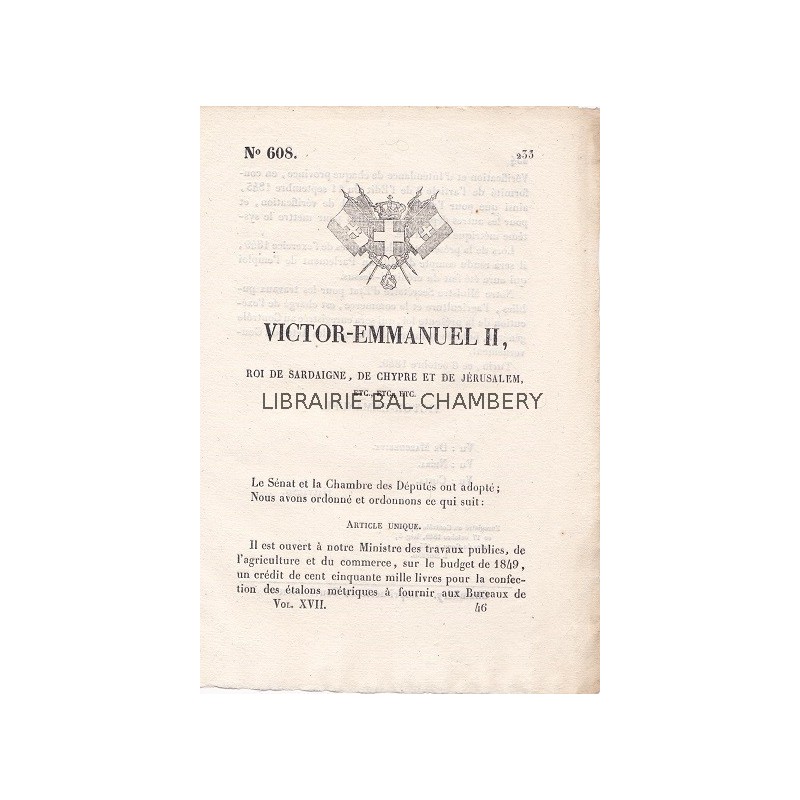 Nº 608.
233
VICTOR-EMMANUEL II,
ROI DE SARDAIGNE, DE CHYPRE ET DE JÉRUSALEM,
ETC., ETC., ETC.
LIBRAIRIE BAL CHAMBERY
Le Sénat et la Chambre des Députés ont adopté ;
Nous avons ordonné et ordonnons ce qui suit:
ARTICLE UNIQUE.
Il est ouvert à notre Ministre des travaux publics, de
l'agriculture et du commerce, sur le budget de 1849,
un crédit de cent cinquante mille livres pour la confec-
tion des étalons métriques à fournir aux Bureaux de
VOL. XVII. 46